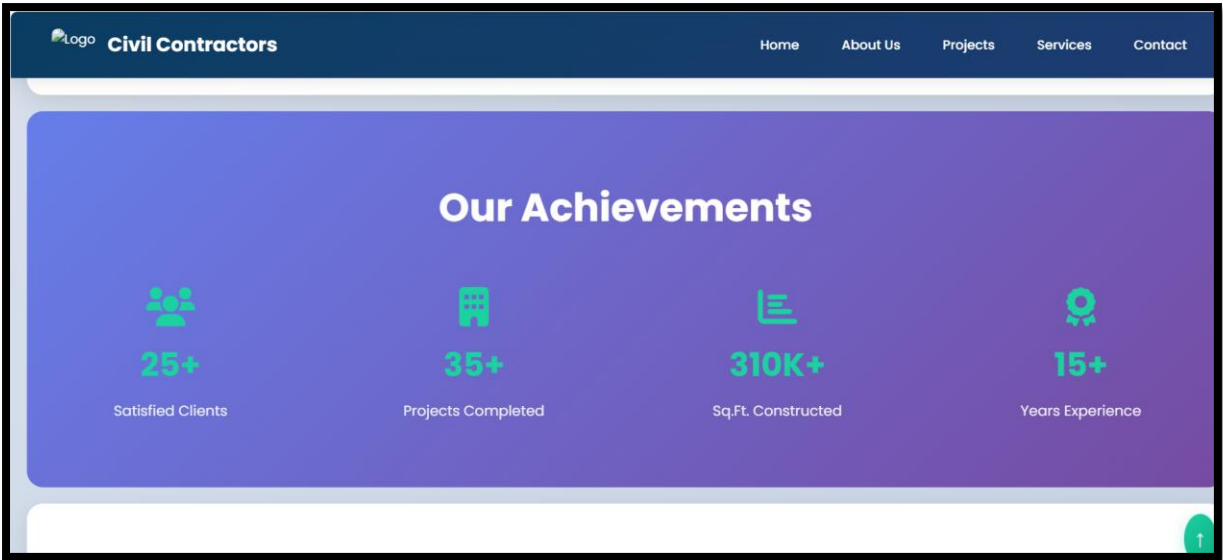 Logo Civil Contractors Home About Us Projects Services Contact
Our Achievements
25+ 35+ 310K+ 15+
Satisfied Clients Projects Completed Sq.Ft. Constructed Years Experience
↑